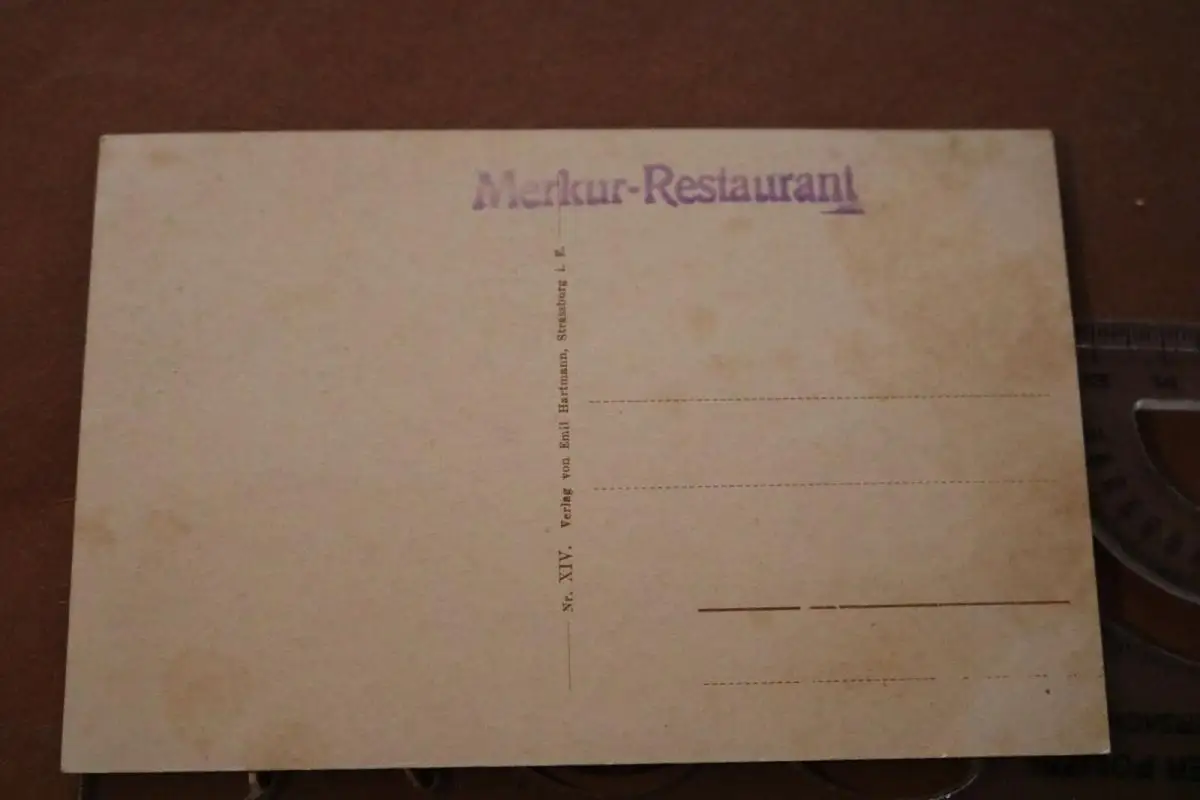 Merkur-Restaurant
Nr. XIV. Verlag von Emil Hartmann, Strassburg i. E.